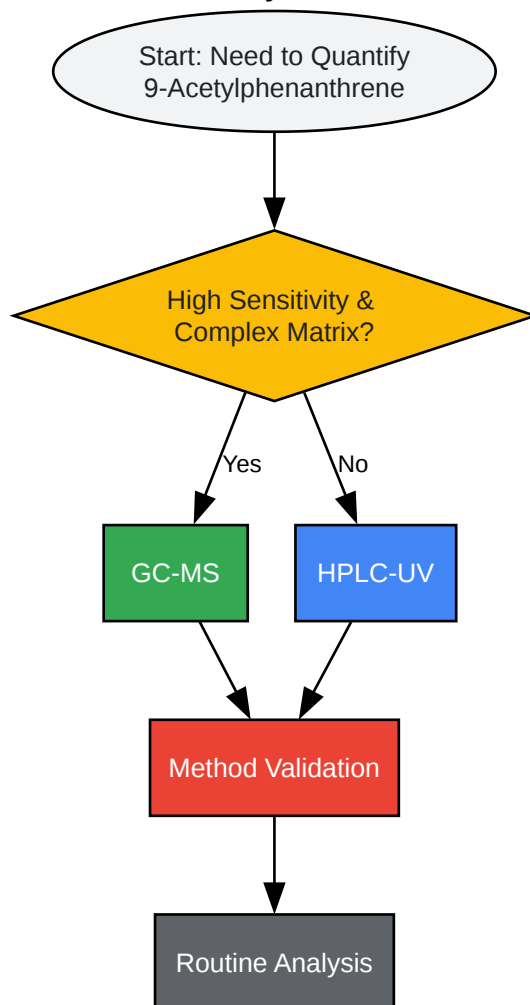 Start: Need to Quantify
9-Acetylphenanthrene
High Sensitivity &
Complex Matrix?
Yes
No
GC-MS
HPLC-UV
Method Validation
Routine Analysis